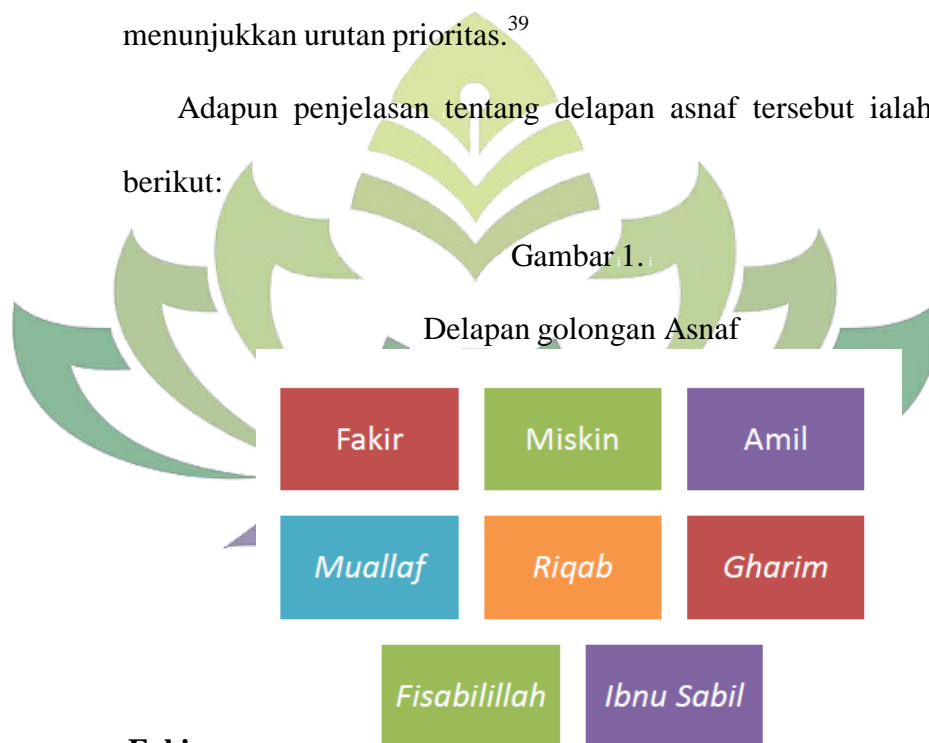 menunjukkan urutan prioritas.39
Adapun penjelasan tentang delapan asnaf tersebut ialah
berikut:
Gambar 1.
Delapan golongan Asnaf
Fakir Miskin Amil
Muallaf Riqab Gharim
Fisabilillah Ibnu Sabil